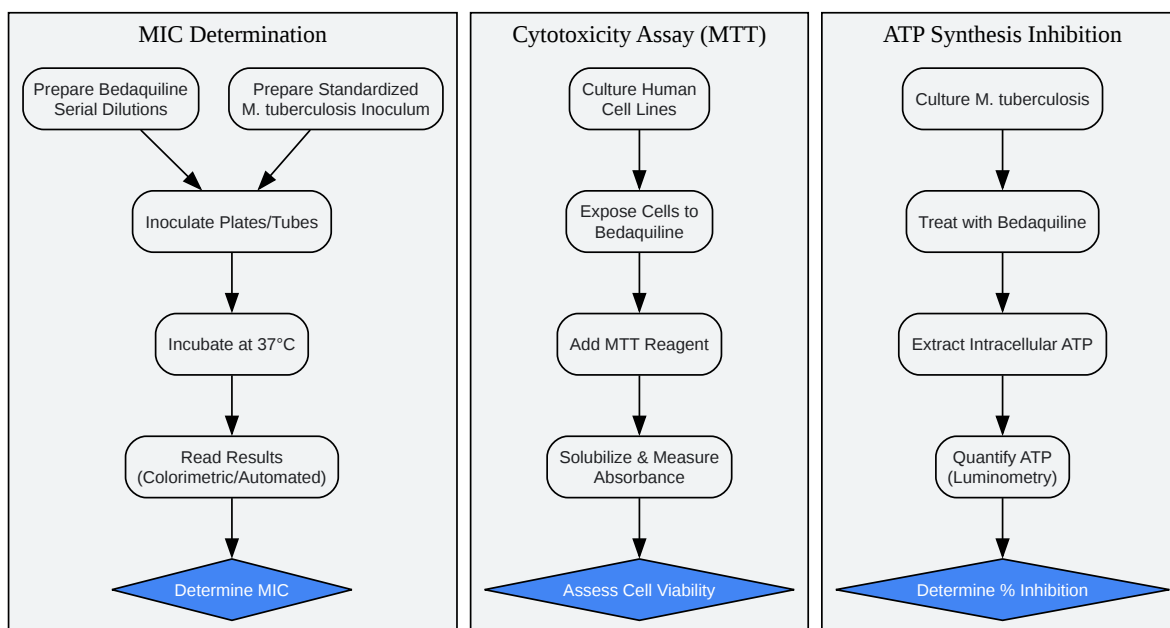 MIC Determination
Prepare Bedaquiline
Serial Dilutions
Prepare Standardized
M. tuberculosis Inoculum
Inoculate Plates/Tubes
Incubate at 37°C
Read Results
(Colorimetric/Automated)
Determine MIC
Cytotoxicity Assay (MTT)
Culture Human
Cell Lines
Expose Cells to
Bedaquiline
Add MTT Reagent
Solubilize & Measure
Absorbance
Assess Cell Viability
ATP Synthesis Inhibition
Culture M. tuberculosis
Treat with Bedaquiline
Extract Intracellular ATP
Quantify ATP
(Luminometry)
Determine % Inhibition